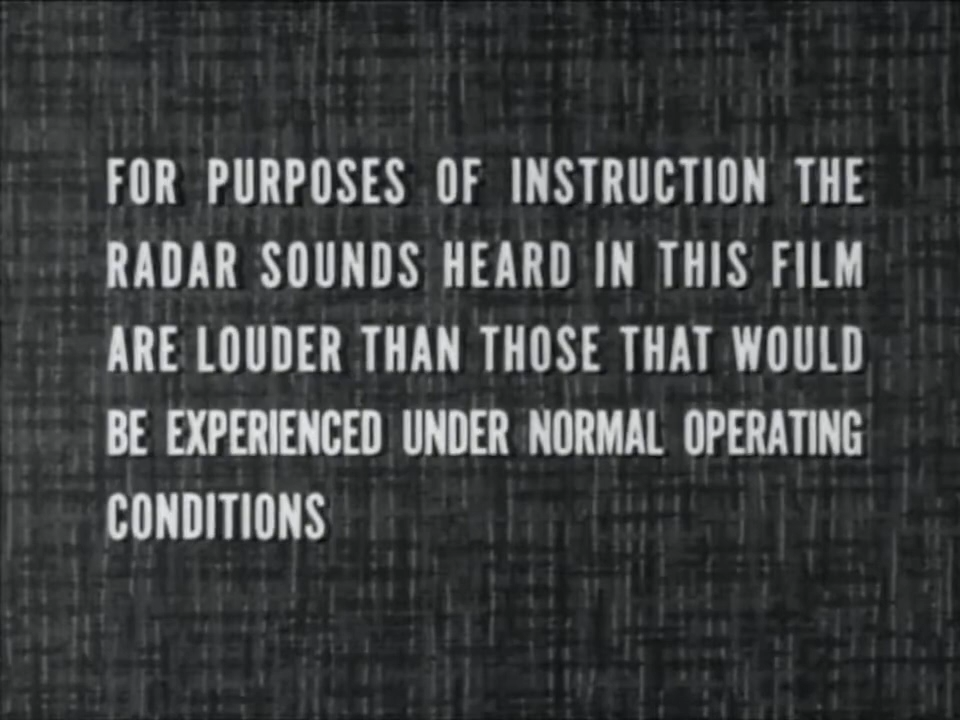 FOR PURPOSES OF INSTRUCTION THE
RADAR SOUNDS HEARD IN THIS FILM
ARE LOUDER THAN THOSE THAT WOULD
BE EXPERIENCED UNDER NORMAL OPERATING
CONDITIONS